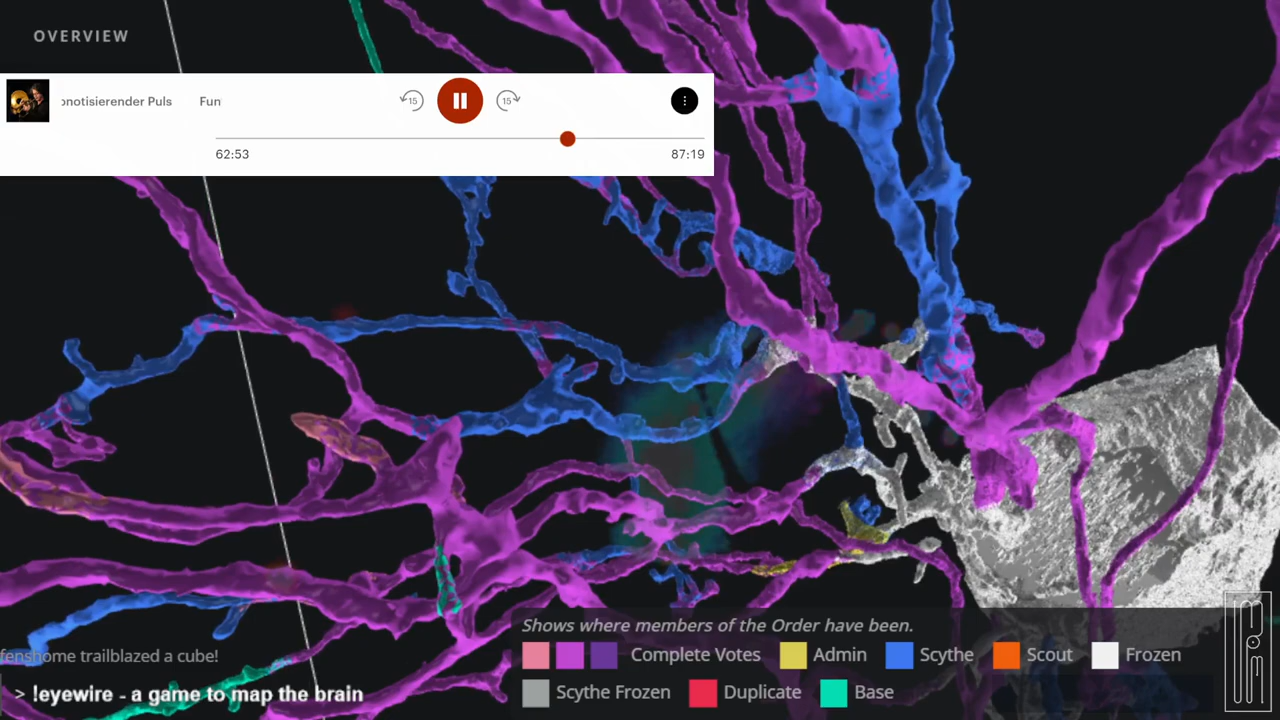 OVERVIEW
onotisierender Puls Fun
15 15
62:53 87:19
Shows where members of the Order have been.
Complete Votes Admin Scythe Scout Frozen
Scythe Frozen Duplicate Base
fenshome trailblazed a cube!
> !eyewire - a game to map the brain